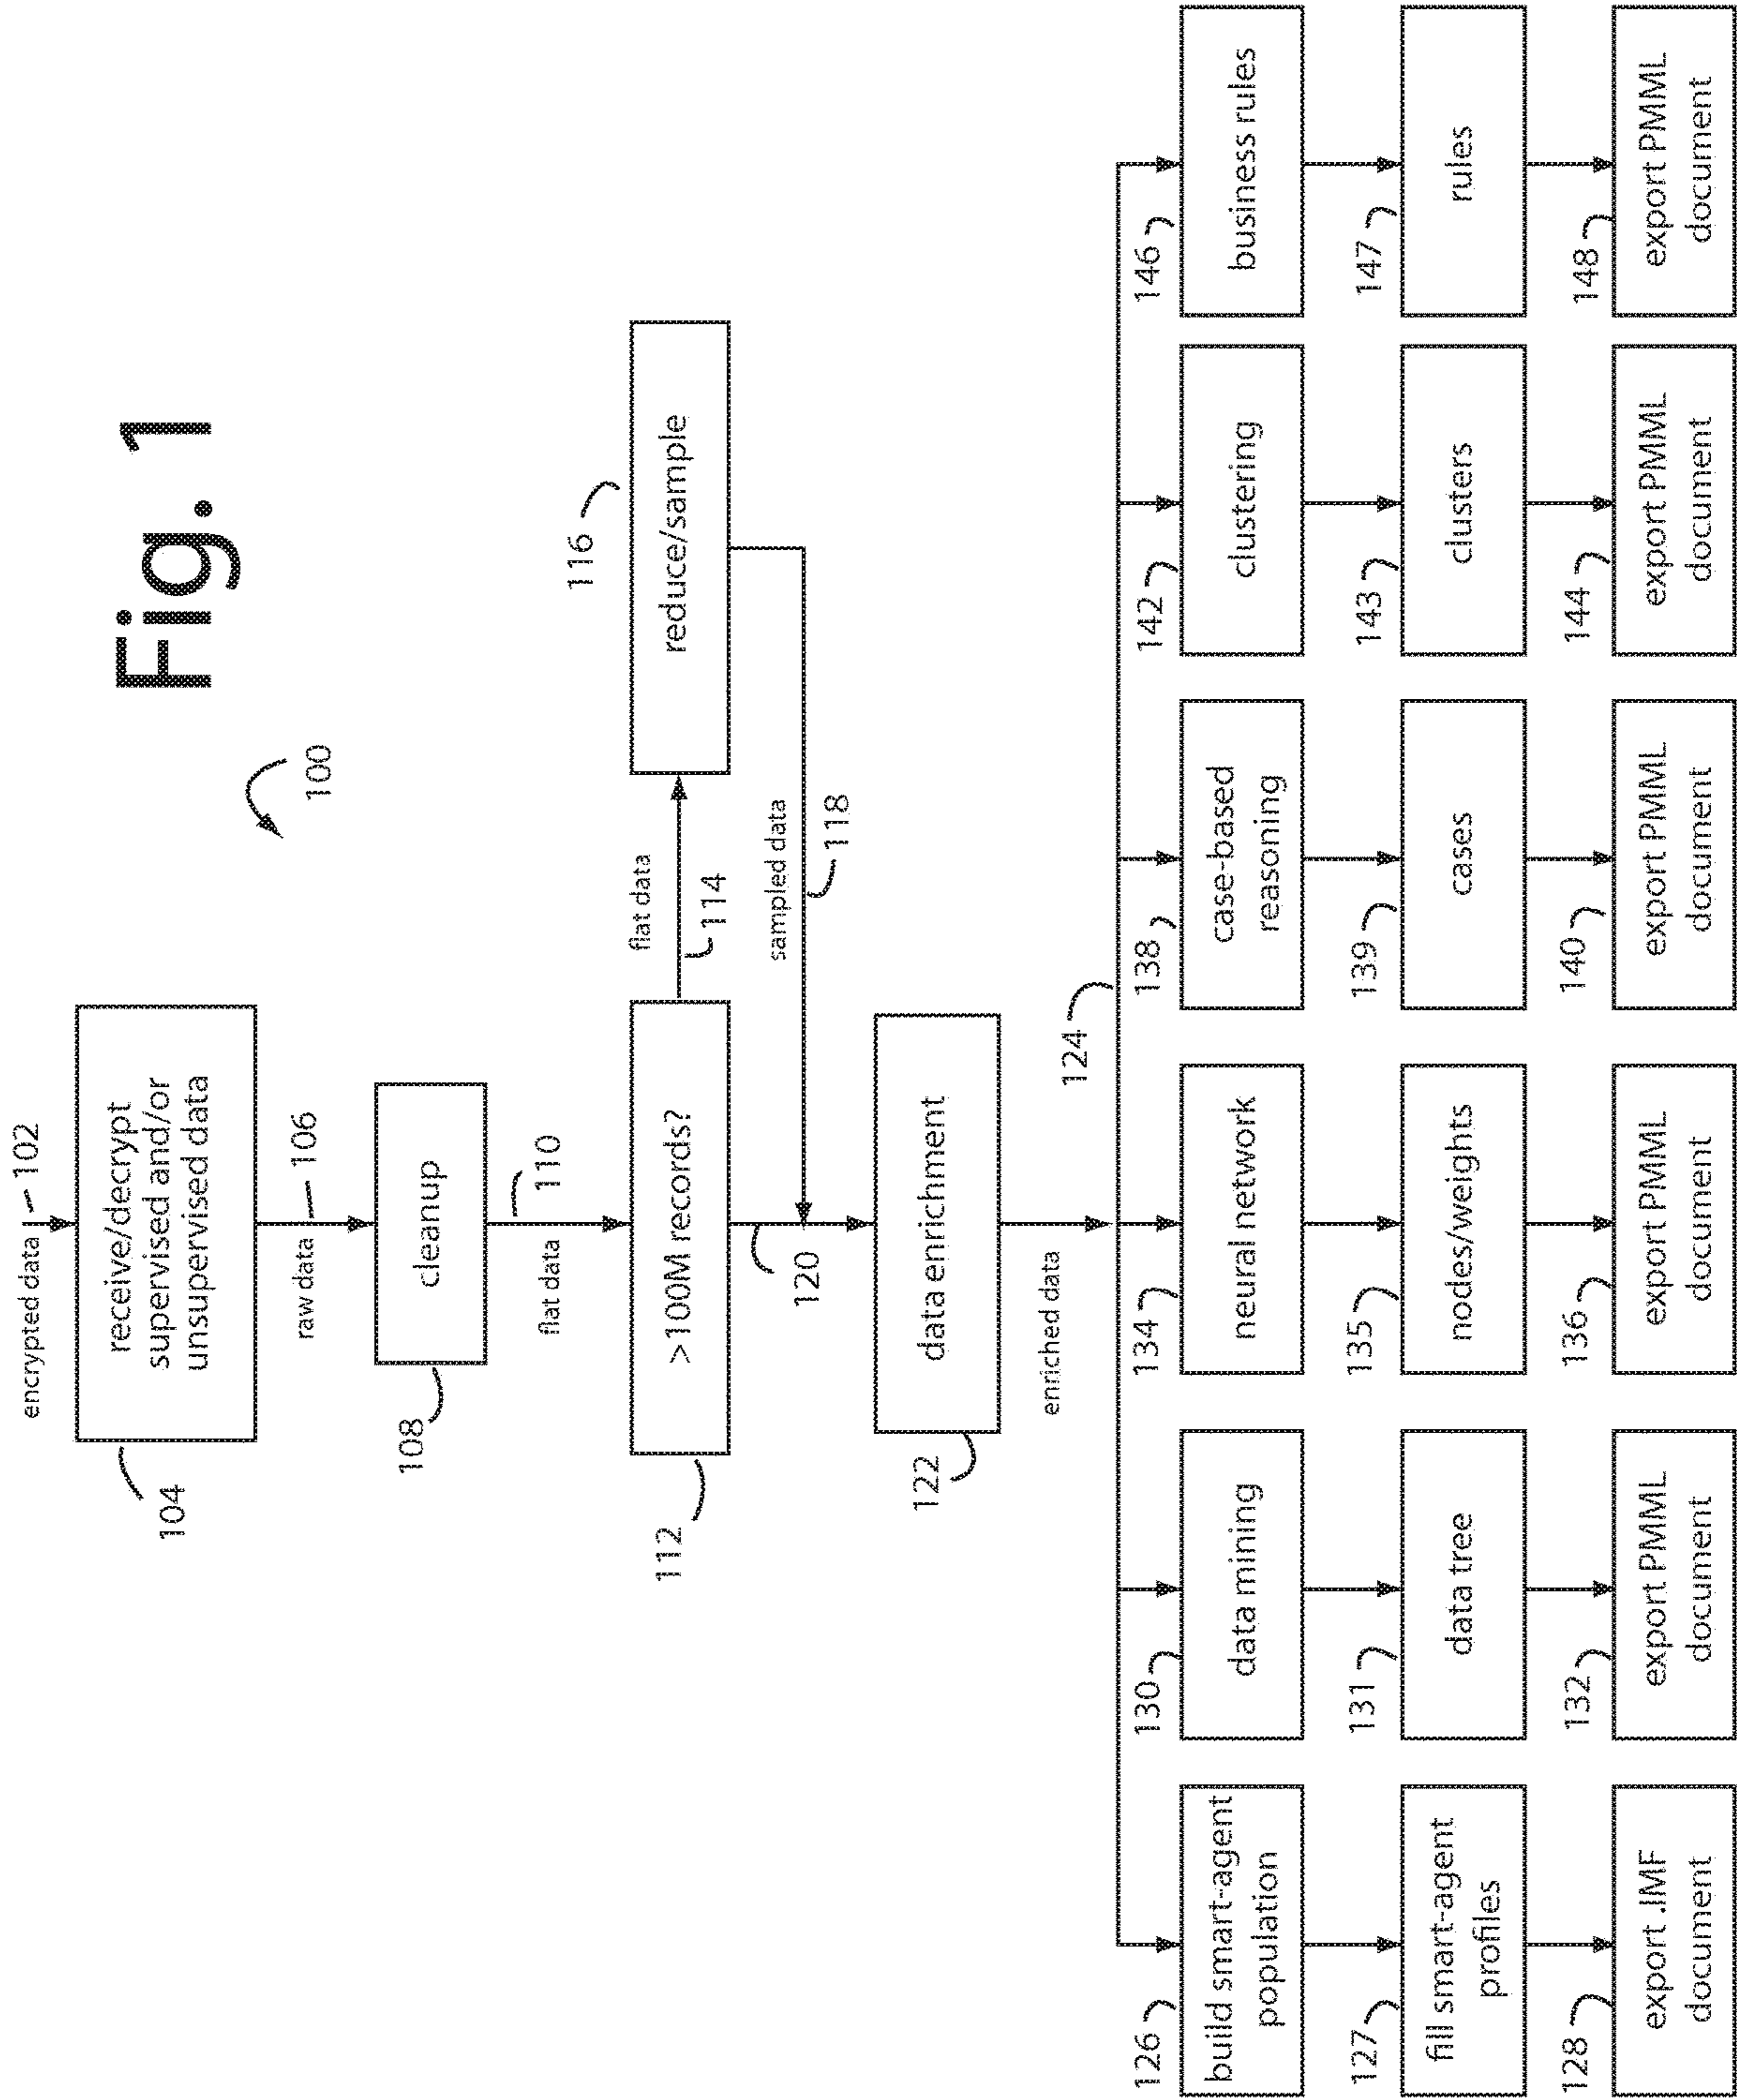 Fig. 1
100
encrypted data
102
receive/decrypt
supervised and/or
unsupervised data
104
raw data
106
cleanup
108
flat data
110
>100M records?
112
flat data
114
reduce/sample
116
sampled data
118
120
data enrichment
122
enriched data
124
126
build smart-agent
population
127
fill smart-agent
profiles
128
export .IMF
document
130
data mining
131
data tree
132
export PMML
document
134
neural network
135
nodes/weights
136
export PMML
document
138
case-based
reasoning
139
cases
140
export PMML
document
142
clustering
143
clusters
144
export PMML
document
146
business rules
147
rules
148
export PMML
document